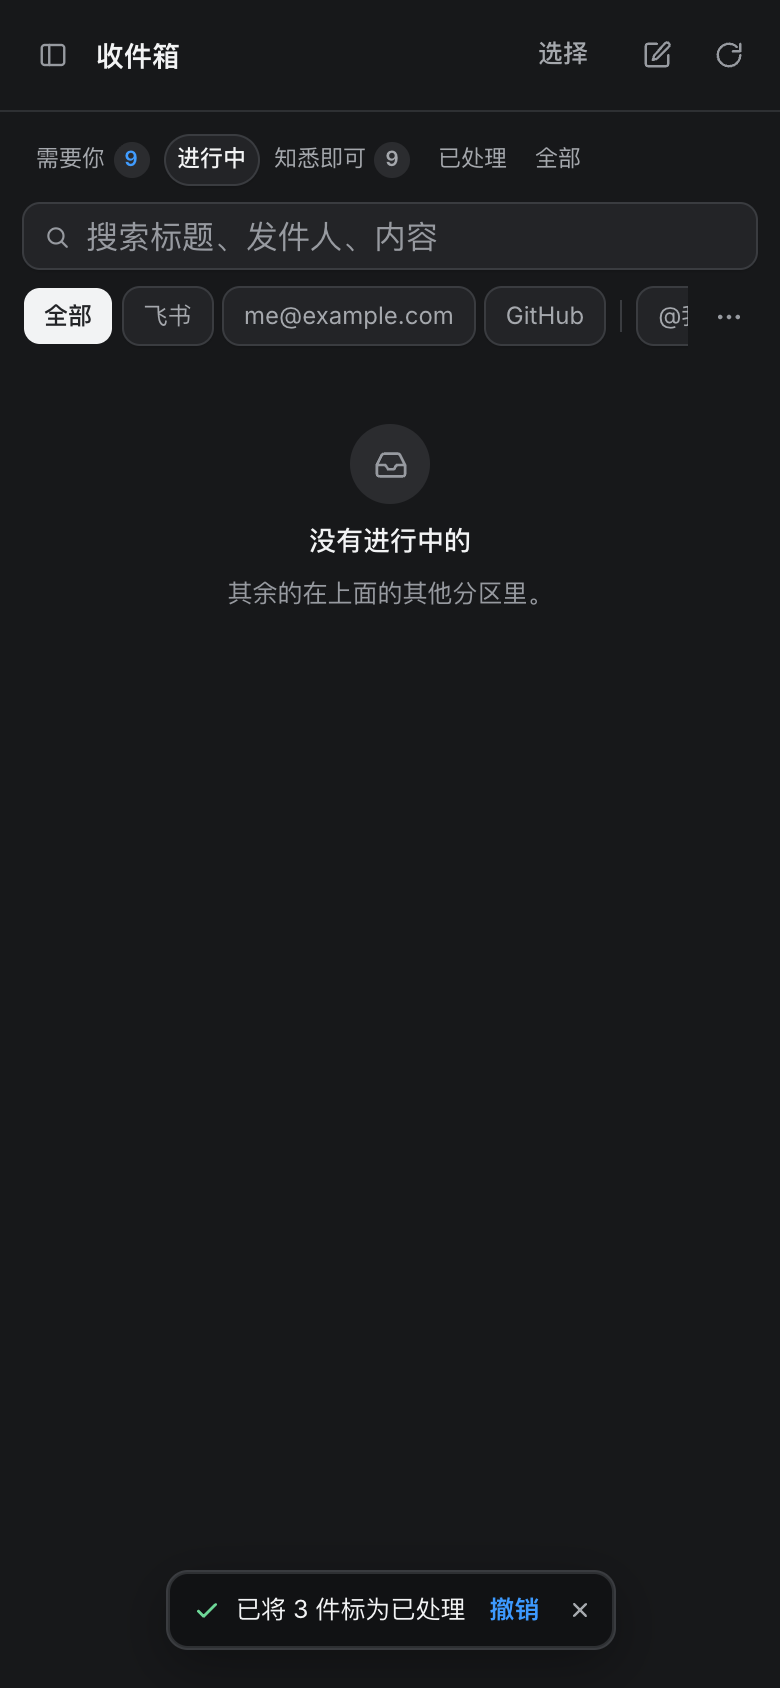 收件箱 选择
需要你 9 进行中 知悉即可 9 已处理 全部
搜索标题、发件人、内容
全部 飞书 me@example.com GitHub @
没有进行中的
其余的在上面的其他分区里。
已将 3 件标为已处理 撤销